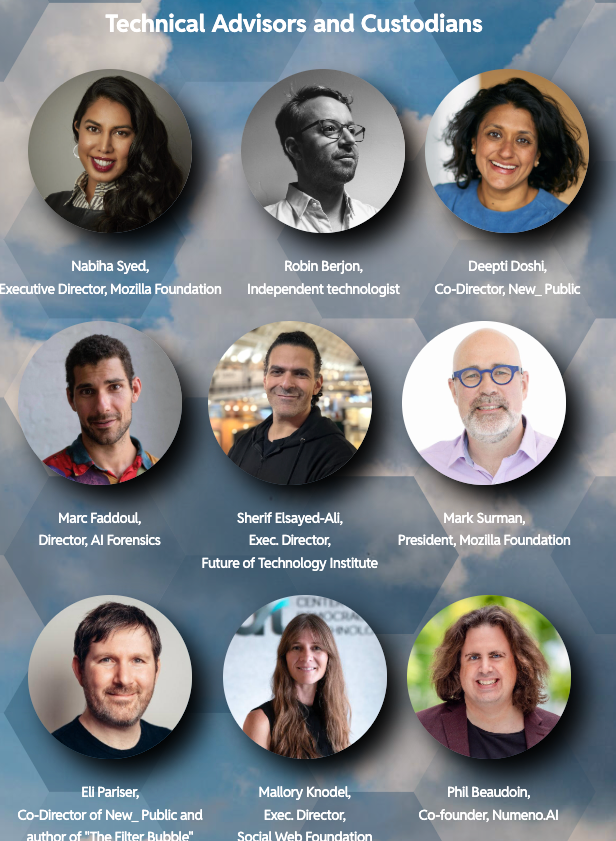 Technical Advisors and Custodians
Nabiha Syed,
Executive Director, Mozilla Foundation
Robin Berjon,
Independent technologist
Deepti Doshi,
Co-Director, New_ Public
Marc Faddoul,
Director, AI Forensics
Sherif Elsayed-Ali,
Exec. Director,
Future of Technology Institute
Mark Surman,
President, Mozilla Foundation
CENTER
DEMOCRA
Eli Pariser,
Co-Director of New_ Public and
author of "The Filter Bubble"
Mallory Knodel,
Exec. Director,
Social Web Foundation
Phil Beaudoin,
Co-founder, Numeno.AI